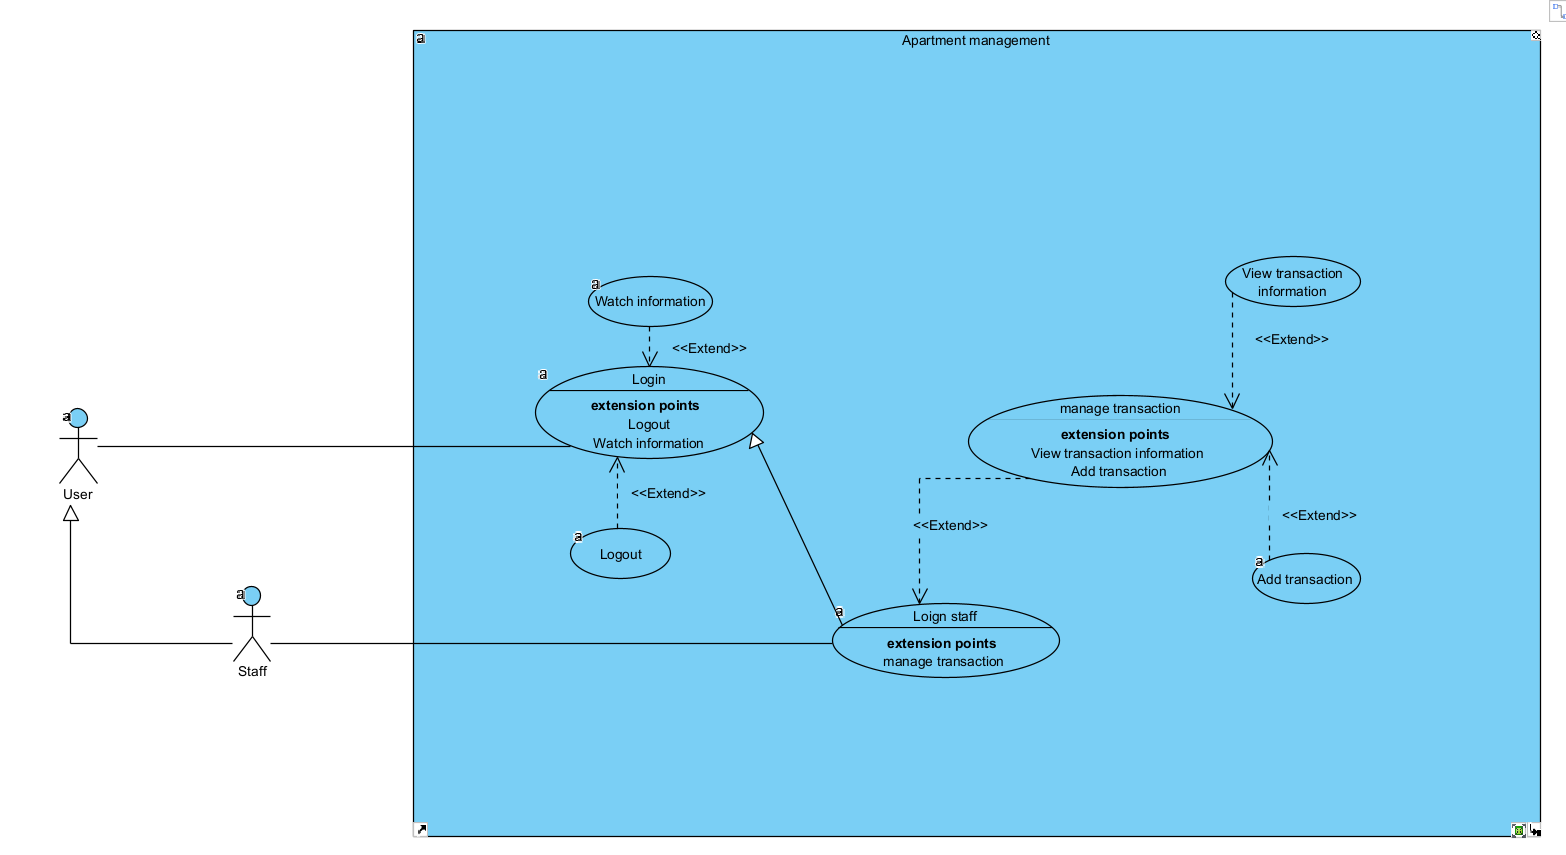 Apartment management
a
View transaction
information
a
Watch information
<<Extend>>
<<Extend>>
a
Login
extension points
Logout
Watch information
manage transaction
extension points
View transaction information
Add transaction
a
User
<<Extend>>
<<Extend>>
<<Extend>>
a
Logout
a
Add transaction
a
Staff
a
Loign staff
extension points
manage transaction